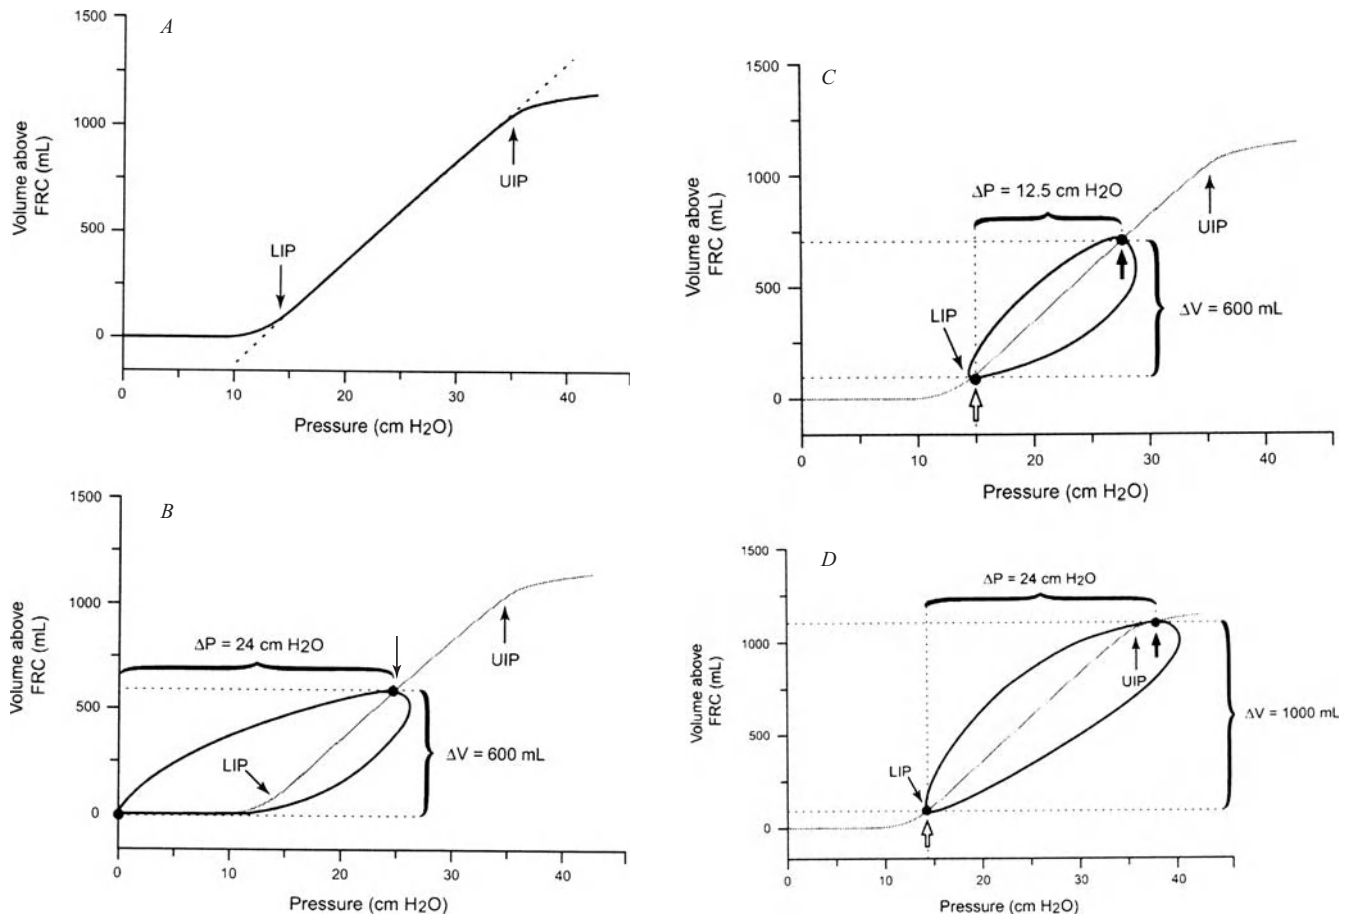 A
1500
1000
500
0
Volume above
FRC (mL)
LIP
UIP
0
10
20
30
40
Pressure (cm H2O)
B
1500
1000
500
0
Volume above
FRC (mL)
ΔP = 24 cm H2O
UIP
LIP
ΔV = 600 mL
0
10
20
30
40
Pressure (cm H2O)
C
1500
1000
500
0
Volume above
FRC (mL)
ΔP = 12.5 cm H2O
UIP
LIP
ΔV = 600 mL
0
10
20
30
40
Pressure (cm H2O)
D
1500
1000
500
0
Volume above
FRC (mL)
ΔP = 24 cm H2O
UIP
LIP
ΔV = 1000 mL
0
10
20
30
40
Pressure (cm H2O)